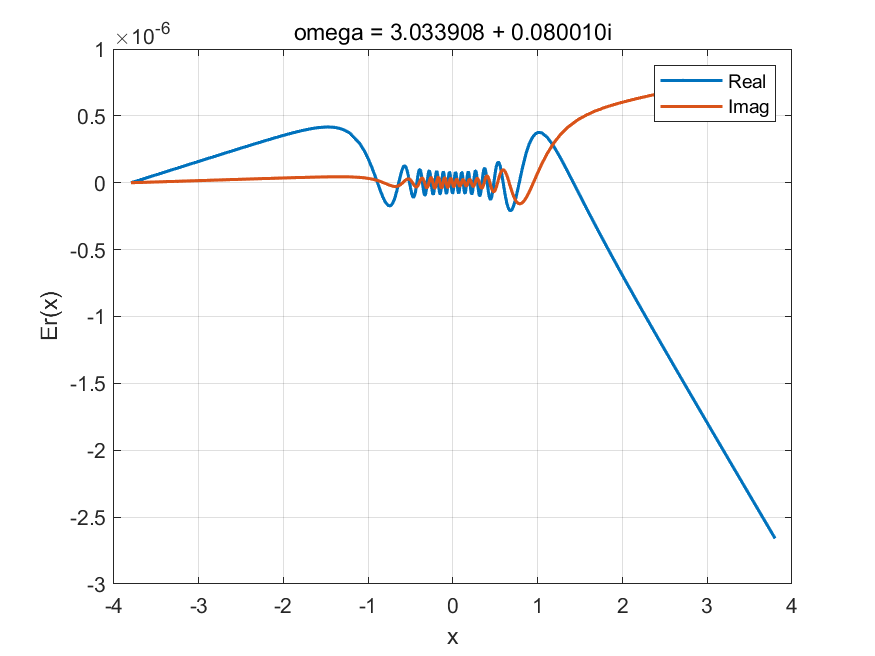 ×10-6
omega = 3.033908 + 0.080010i
1
0.5
0
-0.5
-1
-1.5
-2
-2.5
-3
Er(x)
Real
Imag
-4 -3 -2 -1 0 1 2 3 4
x